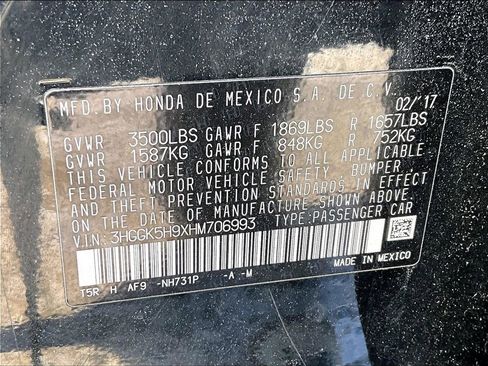 MFD. BY HONDA DE MEXICO S.A. DE C.V. 02/'17
GVWR 3500LBS GAWR F 1869LBS R 1657LBS
GVWR 1587KG GAWR F 848KG R 752KG
THIS VEHICLE CONFORMS TO ALL APPLICABLE
FEDERAL MOTOR VEHICLE SAFETY, BUMPER,
AND THEFT PREVENTION STANDARDS IN EFFECT
ON THE DATE OF MANUFACTURE SHOWN ABOVE.
V.I.N: 3HGGK5H9XHM706993 TYPE:PASSENGER CAR
T5R H AF9 -NH731P -A -M
MADE IN MEXICO